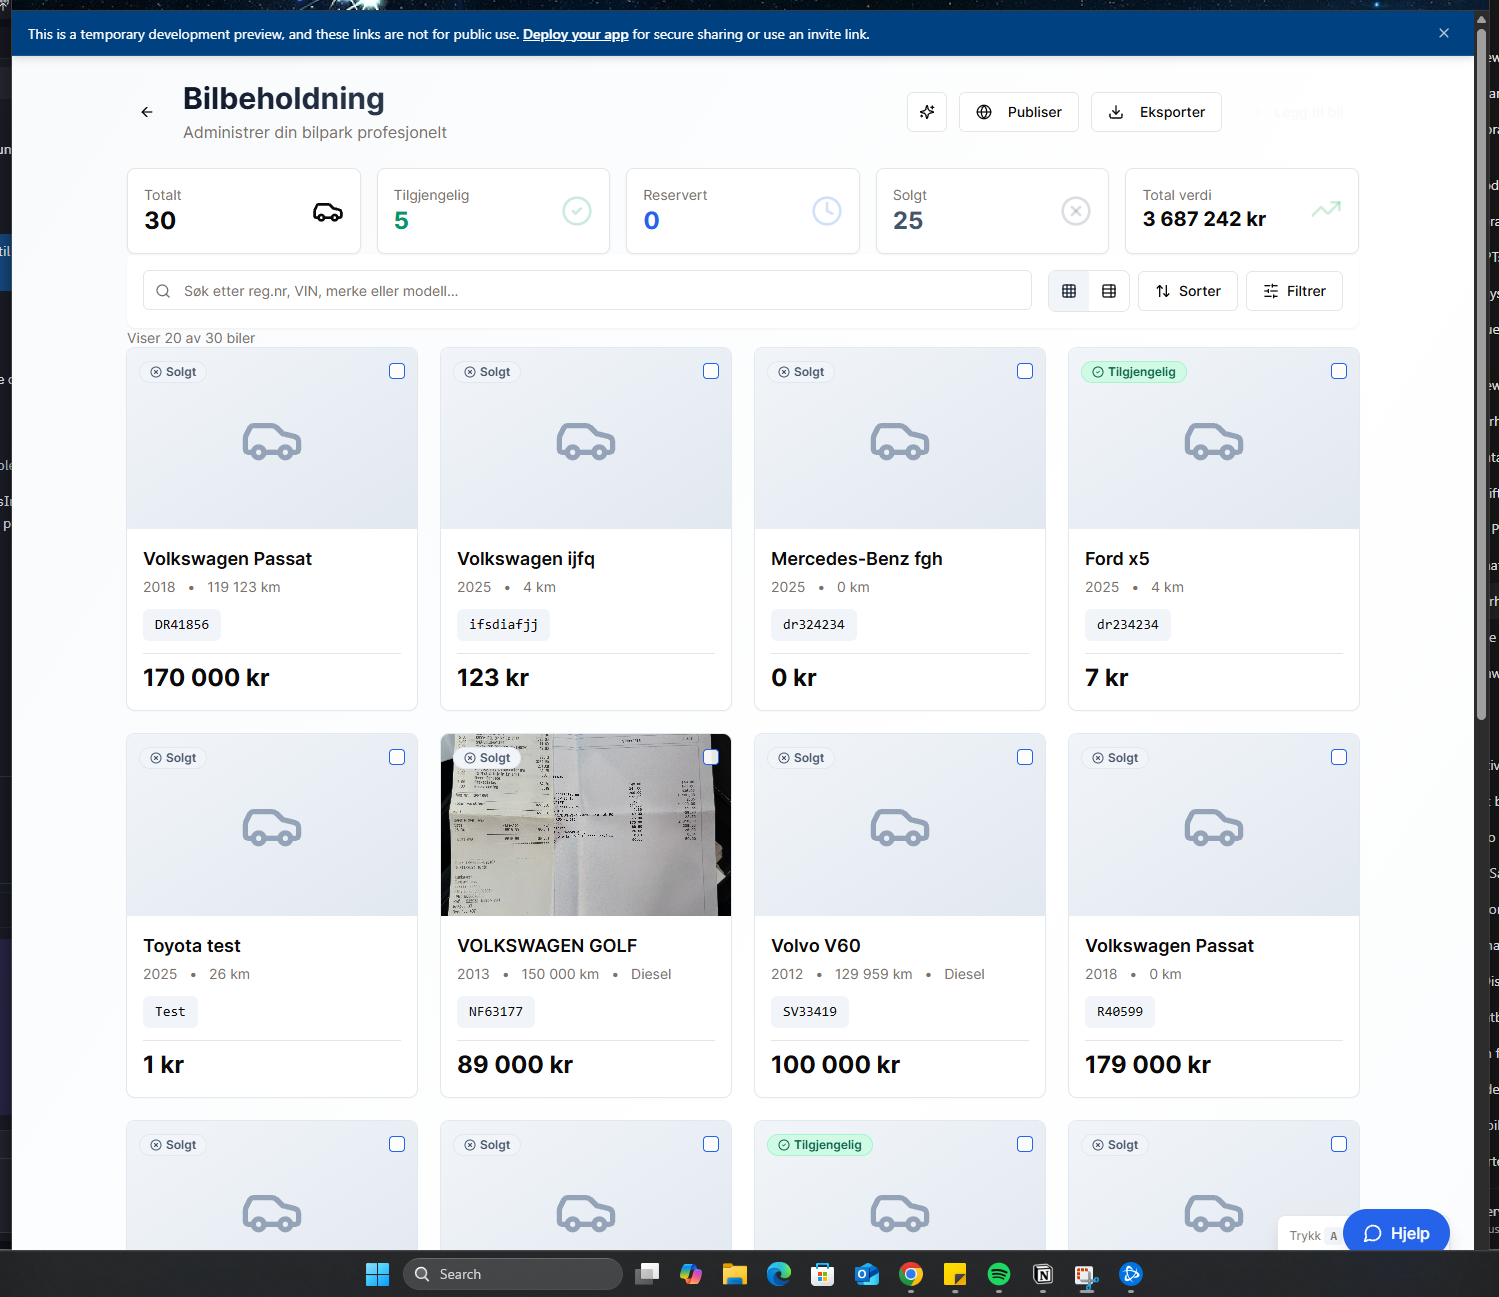 This is a temporary development preview, and these links are not for public use. Deploy your app for secure sharing or use an invite link.
Bilbeholdning
Administrer din bilpark profesjonelt
Publiser
Eksporter
Legg til bil
Totalt
30
Tilgjengelig
5
Reservert
0
Solgt
25
Total verdi
3 687 242 kr
Søk etter reg.nr, VIN, merke eller modell...
Sorter
Filtrer
Viser 20 av 30 biler
Solgt
Volkswagen Passat
2018 • 119 123 km
DR41856
170 000 kr
Solgt
Volkswagen ijfq
2025 • 4 km
ifsdiafjj
123 kr
Solgt
Mercedes-Benz fgh
2025 • 0 km
dr324234
0 kr
Tilgjengelig
Ford x5
2025 • 4 km
dr234234
7 kr
Solgt
Toyota test
2025 • 26 km
Test
1 kr
Solgt
VOLKSWAGEN GOLF
2013 • 150 000 km • Diesel
NF63177
89 000 kr
Solgt
Volvo V60
2012 • 129 959 km • Diesel
SV33419
100 000 kr
Solgt
Volkswagen Passat
2018 • 0 km
R40599
179 000 kr
Solgt
Solgt
Tilgjengelig
Solgt
Trykk A
Hjelp
Search